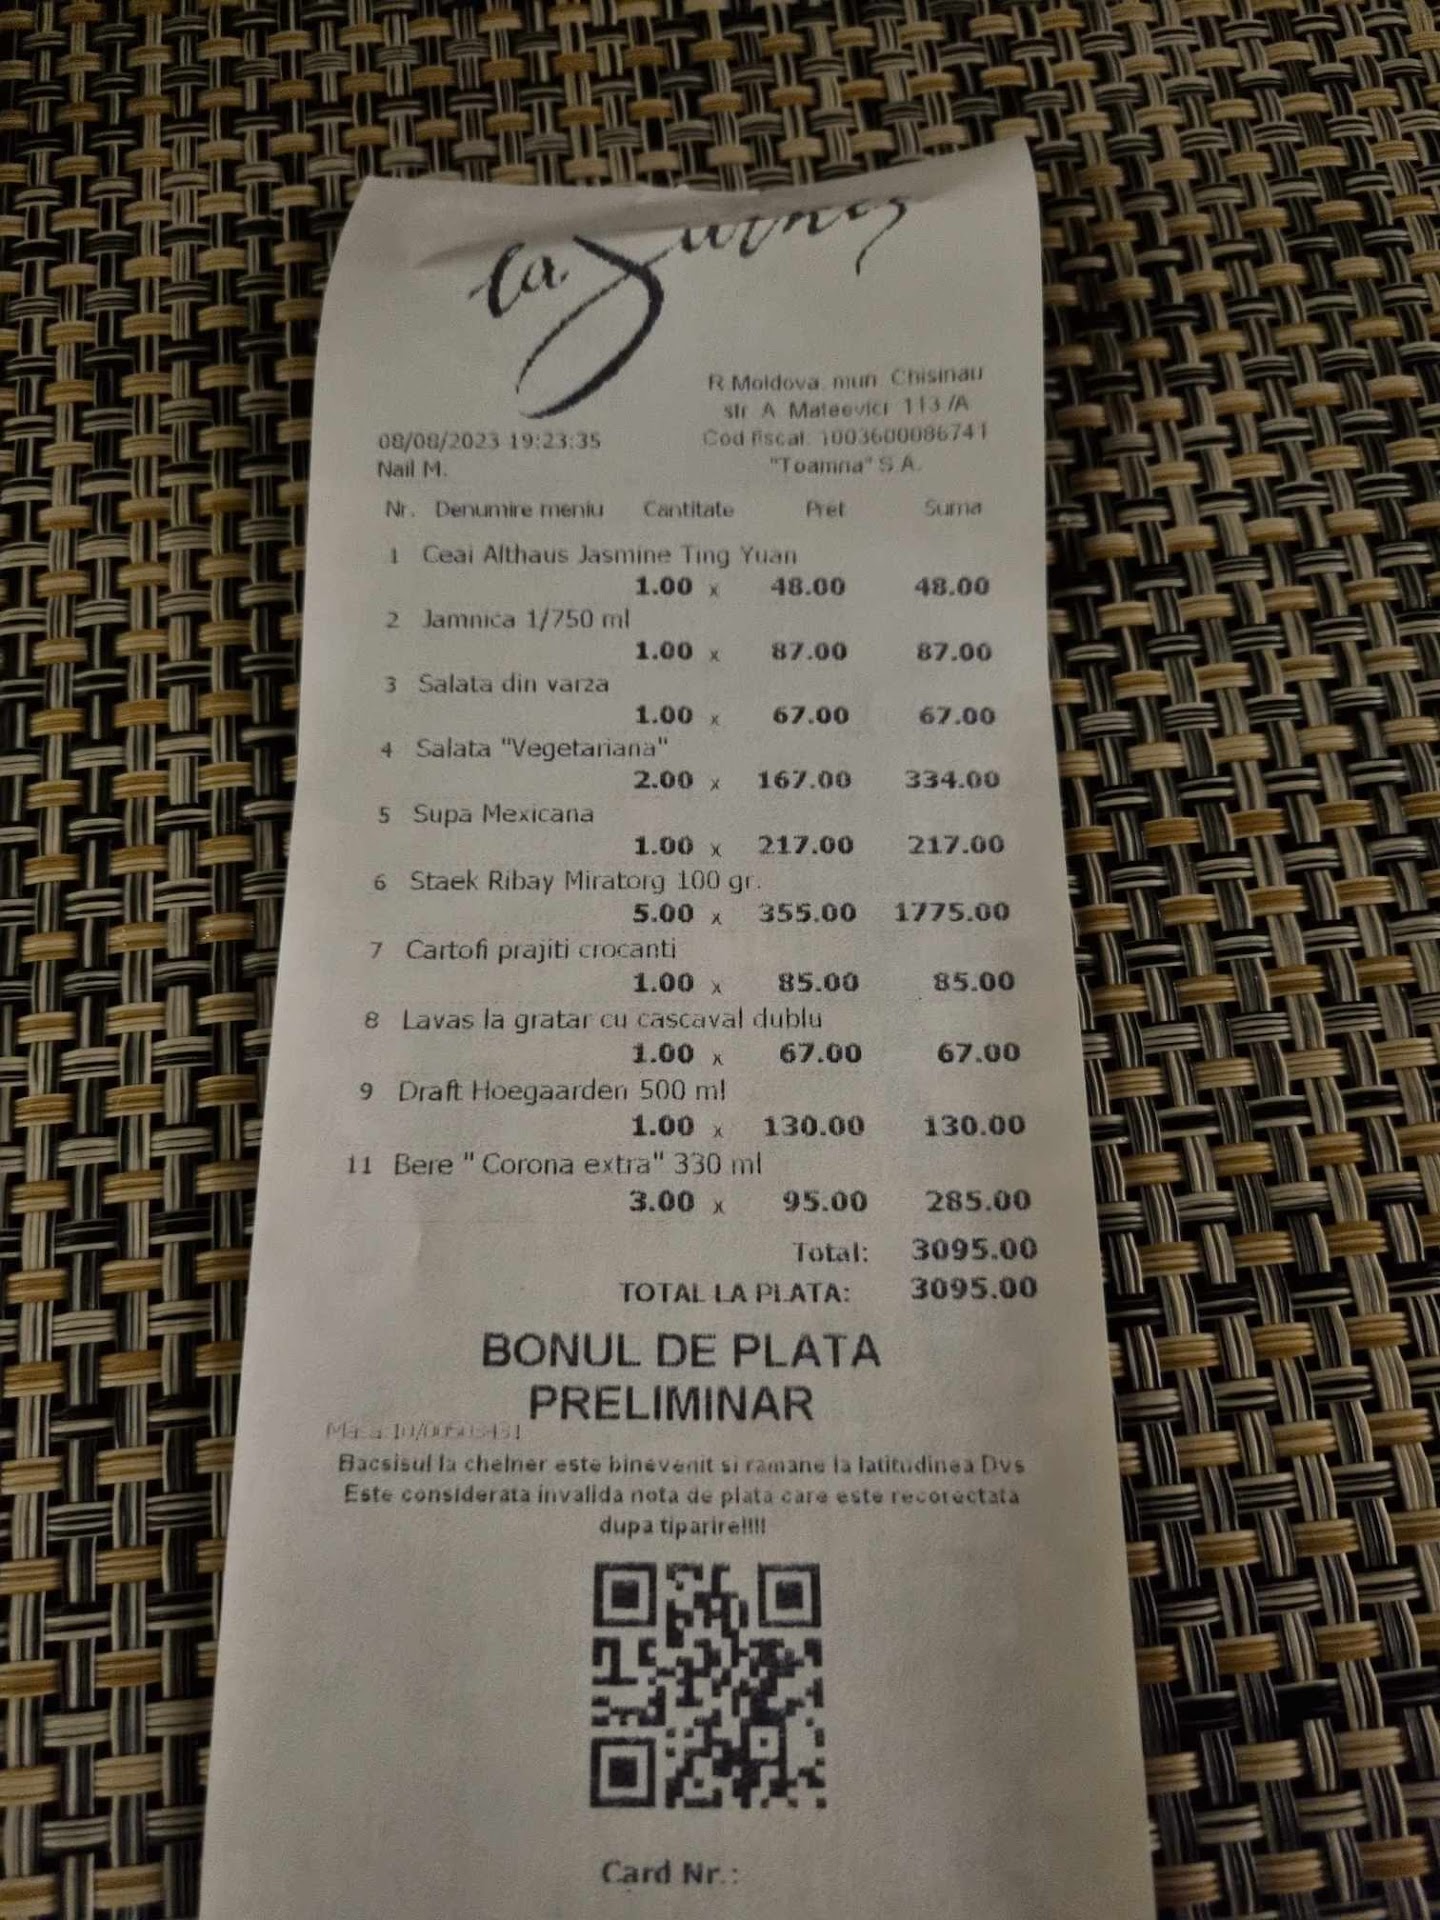 la
R.Moldova, mun. Chisinau
str. A. Mateevici 113 /A
08/08/2023 19:23:35 Cod fiscal: 1003600086741
Nail M. "Toamna" S.A.
Nr. Denumire meniu Cantitate Pret Suma
1 Ceai Althaus Jasmine Ting Yuan
1.00 x 48.00 48.00
2 Jamnica 1/750 ml
1.00 x 87.00 87.00
3 Salata din varza
1.00 x 67.00 67.00
4 Salata "Vegetariana"
2.00 x 167.00 334.00
5 Supa Mexicana
1.00 x 217.00 217.00
6 Staek Ribay Miratorg 100 gr.
5.00 x 355.00 1775.00
7 Cartofi prajiti crocanti
1.00 x 85.00 85.00
8 Lavas la gratar cu cascaval dublu
1.00 x 67.00 67.00
9 Draft Hoegaarden 500 ml
1.00 x 130.00 130.00
11 Bere " Corona extra" 330 ml
3.00 x 95.00 285.00
Total: 3095.00
TOTAL LA PLATA: 3095.00
BONUL DE PLATA
PRELIMINAR
Bacsisul la chelner este binevenit si ramane la latitudinea Dvs
Este considerata invalida nota de plata care este recorectata
dupa tiparire!!!!
Card Nr.: